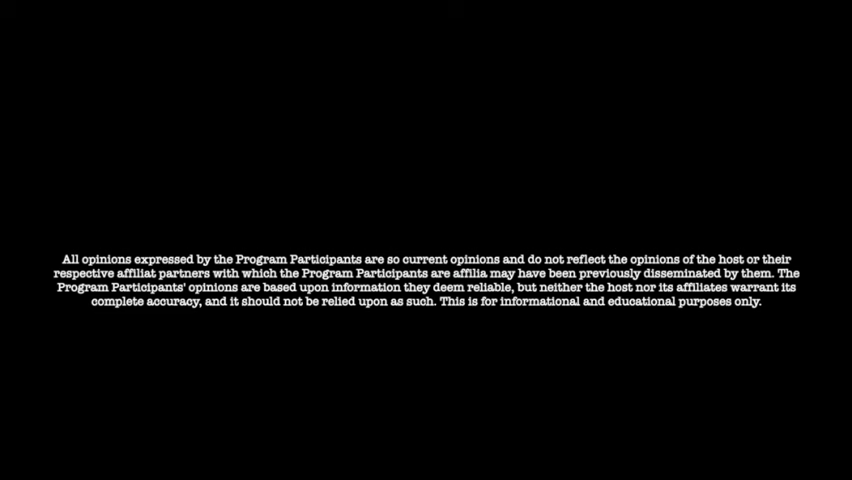 All opinions expressed by the Program Participants are so current opinions and do not reflect the opinions of the host or their
respective affiliat partners with which the Program Participants are affilia may have been previously disseminated by them. The
Program Participants' opinions are based upon information they deem reliable, but neither the host nor its affiliates warrant its
complete accuracy, and it should not be relied upon as such. This is for informational and educational purposes only.